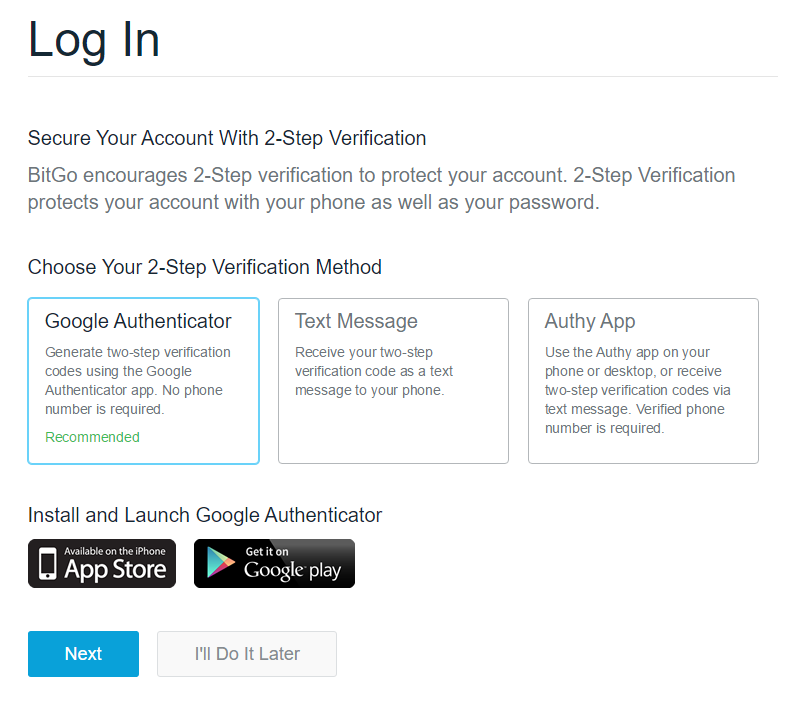 Log In
Secure Your Account With 2-Step Verification
BitGo encourages 2-Step verification to protect your account. 2-Step Verification
protects your account with your phone as well as your password.
Choose Your 2-Step Verification Method
Google Authenticator
Generate two-step verification
codes using the Google
Authenticator app. No phone
number is required.
Recommended
Text Message
Receive your two-step
verification code as a text
message to your phone.
Authy App
Use the Authy app on your
phone or desktop, or receive
two-step verification codes via
text message. Verified phone
number is required.
Install and Launch Google Authenticator
Available on the iPhone
App Store
Get it on
Google play
Next
I'll Do It Later